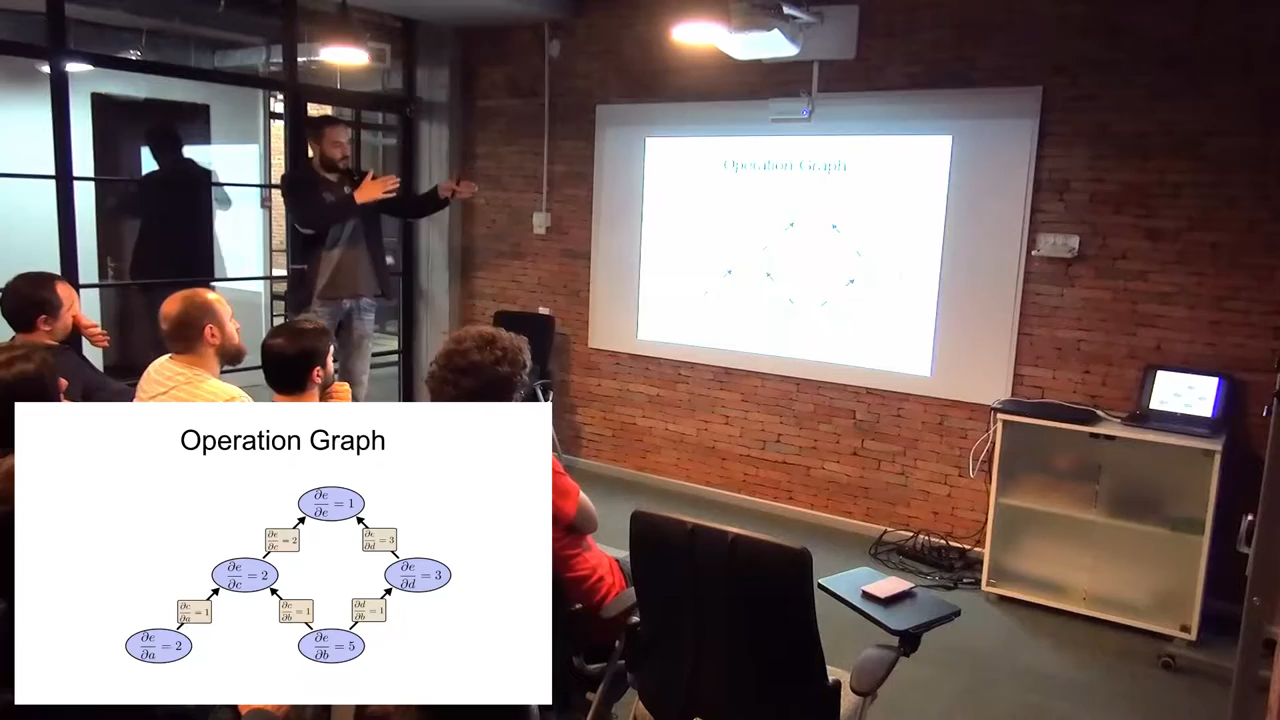 Operation Graph
Operation Graph
∂e/∂e = 1
∂e/∂c = 2
∂e/∂d = 3
∂e/∂c = 2
∂e/∂d = 3
∂c/∂a = 1
∂c/∂b = 1
∂d/∂b = 1
∂e/∂a = 2
∂e/∂b = 5